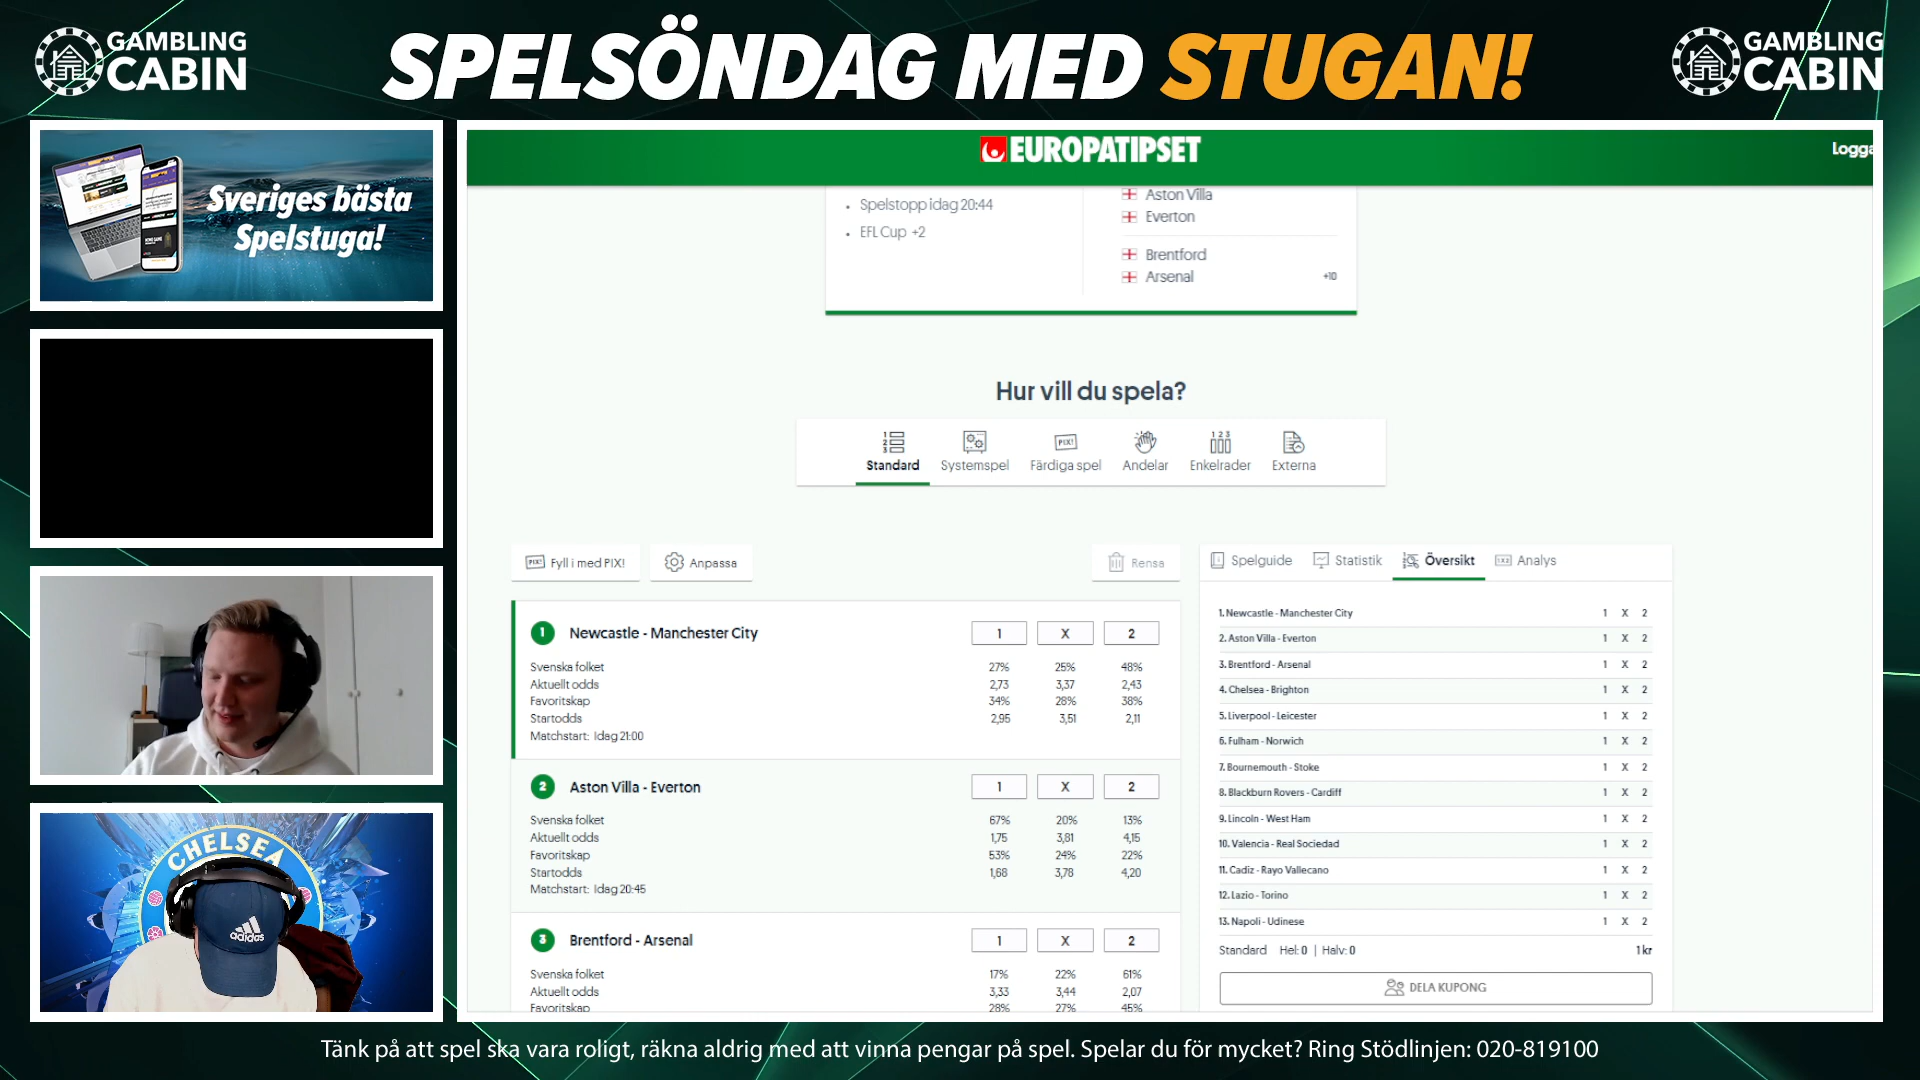 GAMBLING CABIN
SPELSÖNDAG MED STUGAN!
GAMBLING CABIN
Sveriges bästa
Spelstuga!
EUROPATIPSET
Logga
Spelstopp idag 20:44
EFL Cup +2
Aston Villa
Everton
Brentford
Arsenal +10
Hur vill du spela?
Standard Systemspel Färdiga spel Andelar Enkelrader Externa
Fyll i med PIX! Anpassa Rensa
1 Newcastle - Manchester City 1 X 2
Svenska folket 27% 25% 48%
Aktuellt odds 2,73 3,37 2,43
Favoritskap 34% 28% 38%
Startodds 2,95 3,51 2,11
Matchstart: Idag 21:00
2 Aston Villa - Everton 1 X 2
Svenska folket 67% 20% 13%
Aktuellt odds 1,75 3,81 4,15
Favoritskap 53% 24% 22%
Startodds 1,68 3,78 4,20
Matchstart: Idag 20:45
3 Brentford - Arsenal 1 X 2
Svenska folket 17% 22% 61%
Aktuellt odds 3,33 3,44 2,07
Favoritskap 28% 27% 45%
Spelguide Statistik Översikt Analys
1. Newcastle - Manchester City 1 X 2
2. Aston Villa - Everton 1 X 2
3. Brentford - Arsenal 1 X 2
4. Chelsea - Brighton 1 X 2
5. Liverpool - Leicester 1 X 2
6. Fulham - Norwich 1 X 2
7. Bournemouth - Stoke 1 X 2
8. Blackburn Rovers - Cardiff 1 X 2
9. Lincoln - West Ham 1 X 2
10. Valencia - Real Sociedad 1 X 2
11. Cadiz - Rayo Vallecano 1 X 2
12. Lazio - Torino 1 X 2
13. Napoli - Udinese 1 X 2
Standard Hel: 0 | Halv: 0 1 kr
DELA KUPONG
CHELSEA
adidas
Tänk på att spel ska vara roligt, räkna aldrig med att vinna pengar på spel. Spelar du för mycket? Ring Stödlinjen: 020-819100